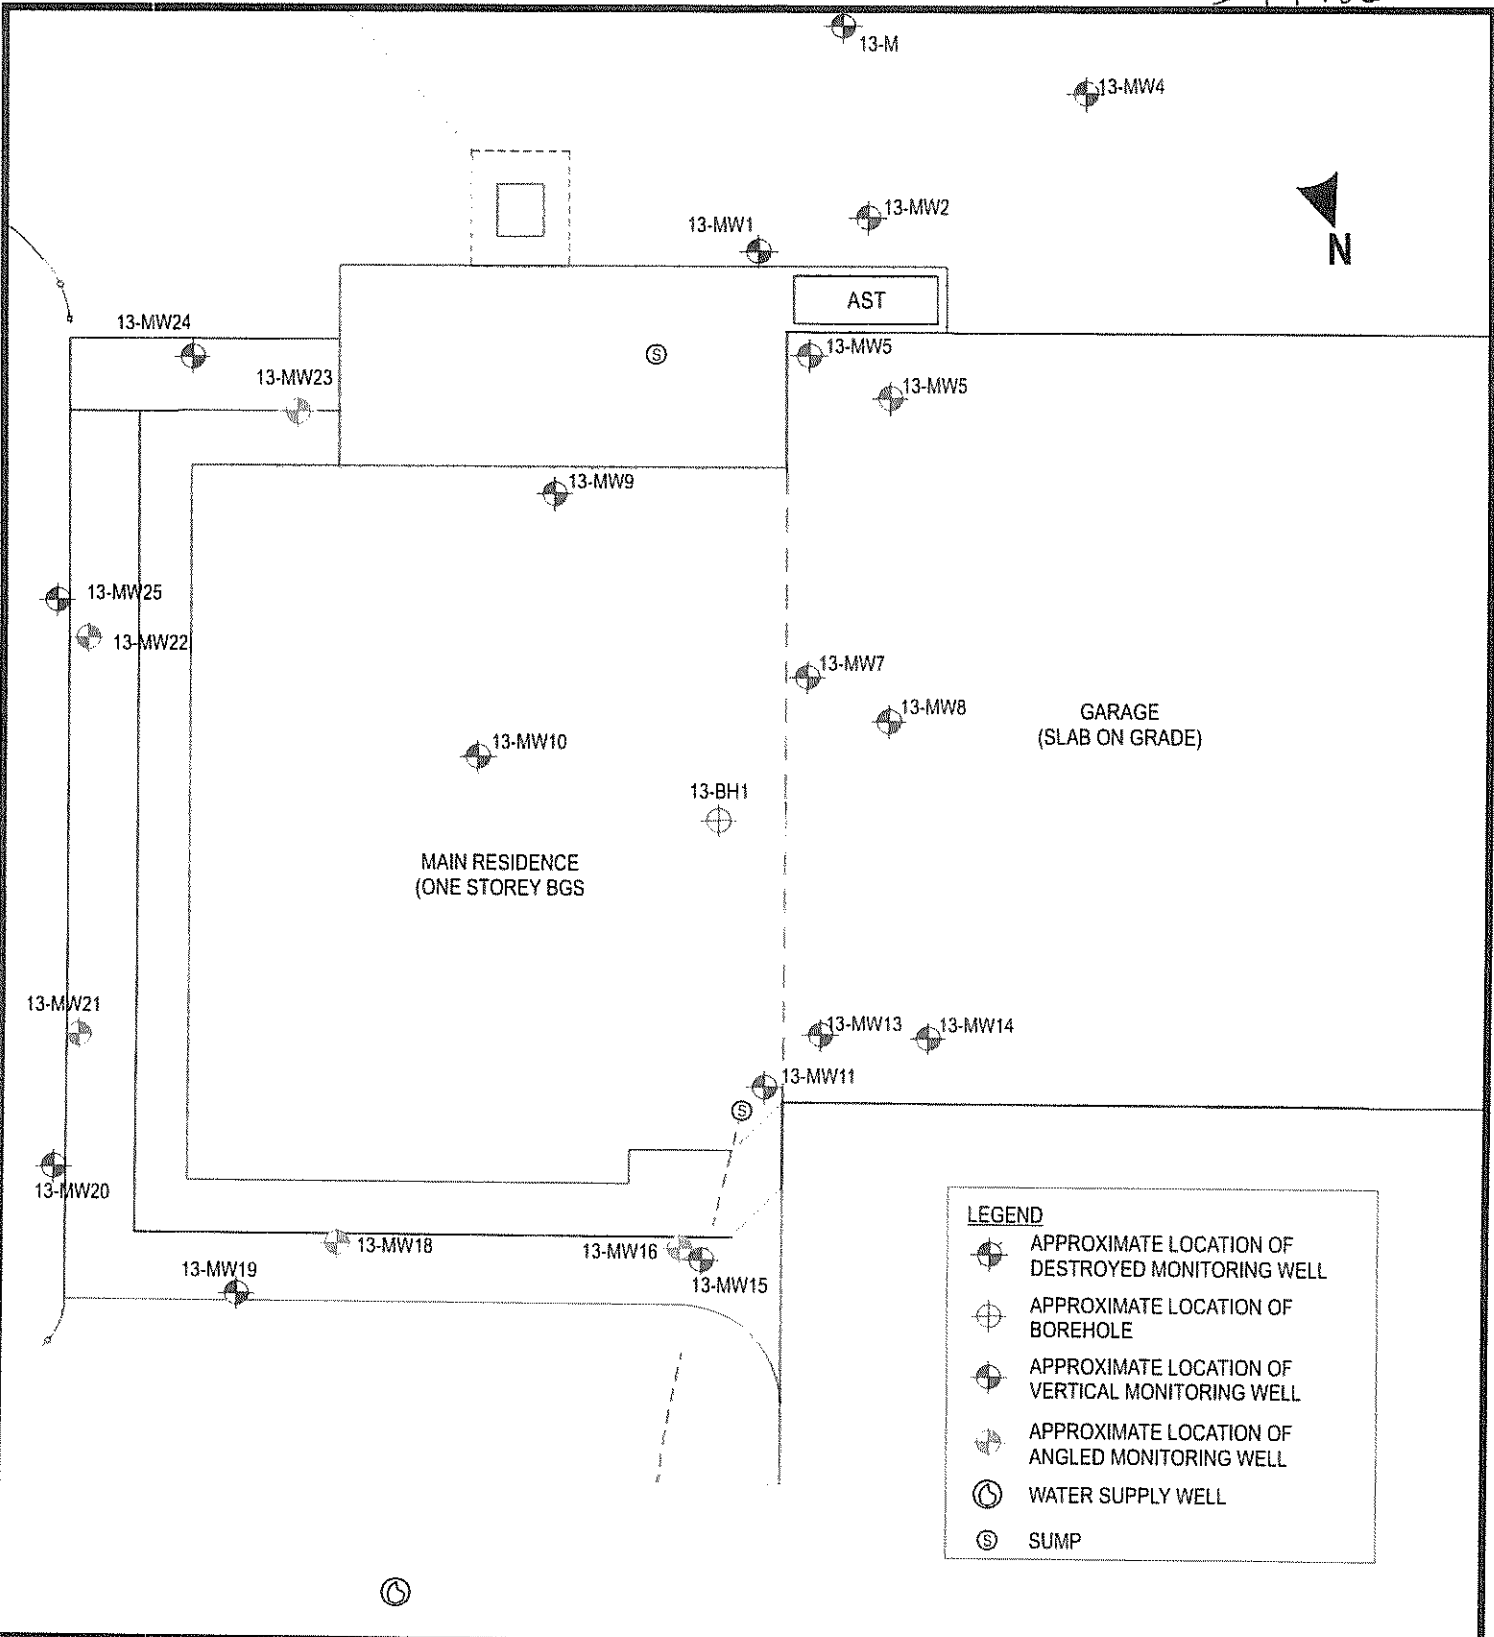 13-M
13-MW4
13-MW2
13-MW1
N
AST
13-MW24
13-MW5
13-MW23
13-MW5
13-MW9
13-MW25
13-MW22
13-MW7
13-MW8
GARAGE
(SLAB ON GRADE)
13-MW10
13-BH1
MAIN RESIDENCE
(ONE STOREY BGS
13-MW21
13-MW13
13-MW14
13-MW11
S
S
13-MW20
13-MW18
13-MW16
13-MW19
13-MW15
LEGEND
APPROXIMATE LOCATION OF
DESTROYED MONITORING WELL
APPROXIMATE LOCATION OF
BOREHOLE
APPROXIMATE LOCATION OF
VERTICAL MONITORING WELL
APPROXIMATE LOCATION OF
ANGLED MONITORING WELL
WATER SUPPLY WELL
S SUMP